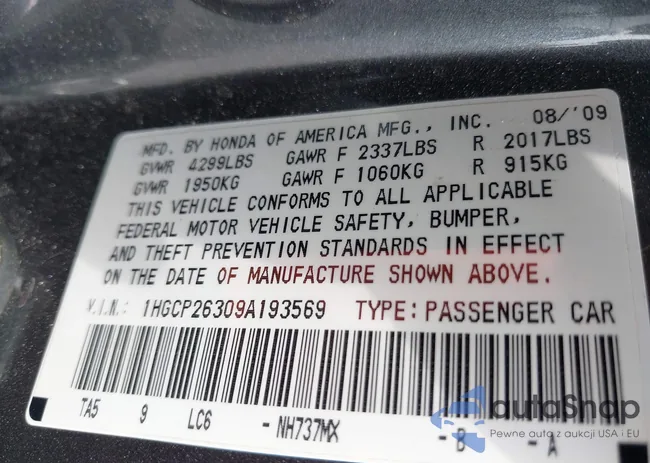 MFD. BY HONDA OF AMERICA MFG., INC. 08/'09
GVWR 4299LBS GAWR F 2337LBS R 2017LBS
GVWR 1950KG GAWR F 1060KG R 915KG
THIS VEHICLE CONFORMS TO ALL APPLICABLE
FEDERAL MOTOR VEHICLE SAFETY, BUMPER,
AND THEFT PREVENTION STANDARDS IN EFFECT
ON THE DATE OF MANUFACTURE SHOWN ABOVE.
V.I.N.: 1HGCP26309A193569 TYPE: PASSENGER CAR
TA5 9 LC6 -NH737MX -B -A
autaSnap
Pewne auta z aukcji USA i EU